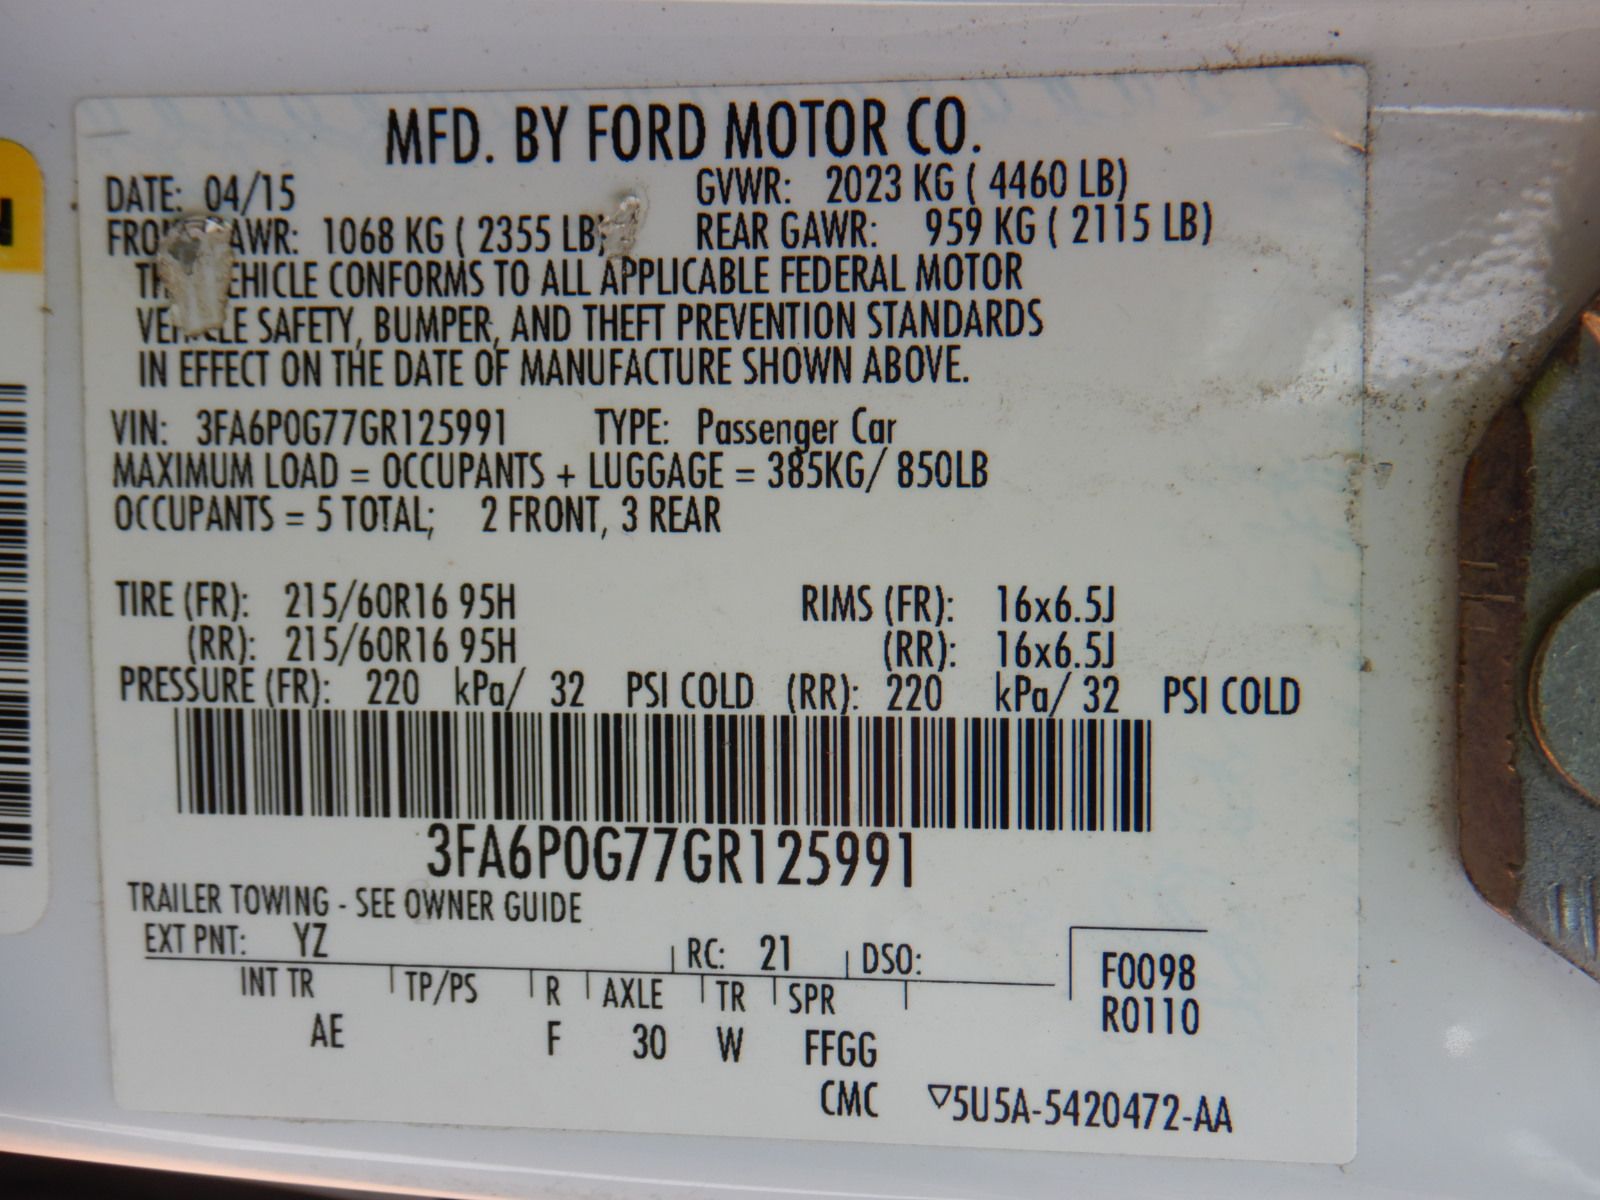 MFD. BY FORD MOTOR CO.
DATE: 04/15 GVWR: 2023 KG ( 4460 LB)
GAWR: 1068 KG ( 2355 LB) REAR GAWR: 959 KG ( 2115 LB)
VEHICLE CONFORMS TO ALL APPLICABLE FEDERAL MOTOR
VEHICLE SAFETY, BUMPER, AND THEFT PREVENTION STANDARDS
IN EFFECT ON THE DATE OF MANUFACTURE SHOWN ABOVE.
VIN: 3FA6P0G77GR125991 TYPE: Passenger Car
MAXIMUM LOAD = OCCUPANTS + LUGGAGE = 385KG/ 850LB
OCCUPANTS = 5 TOTAL; 2 FRONT, 3 REAR
TIRE (FR): 215/60R16 95H RIMS (FR): 16x6.5J
(RR): 215/60R16 95H (RR): 16x6.5J
PRESSURE (FR): 220 kPa/ 32 PSI COLD (RR): 220 kPa/ 32 PSI COLD
3FA6P0G77GR125991
TRAILER TOWING - SEE OWNER GUIDE
EXT PNT: YZ RC: 21 DSO: F0098
INT TR TP/PS R AXLE TR SPR R0110
AE F 30 W FFGG
CMC ▽5U5A-5420472-AA